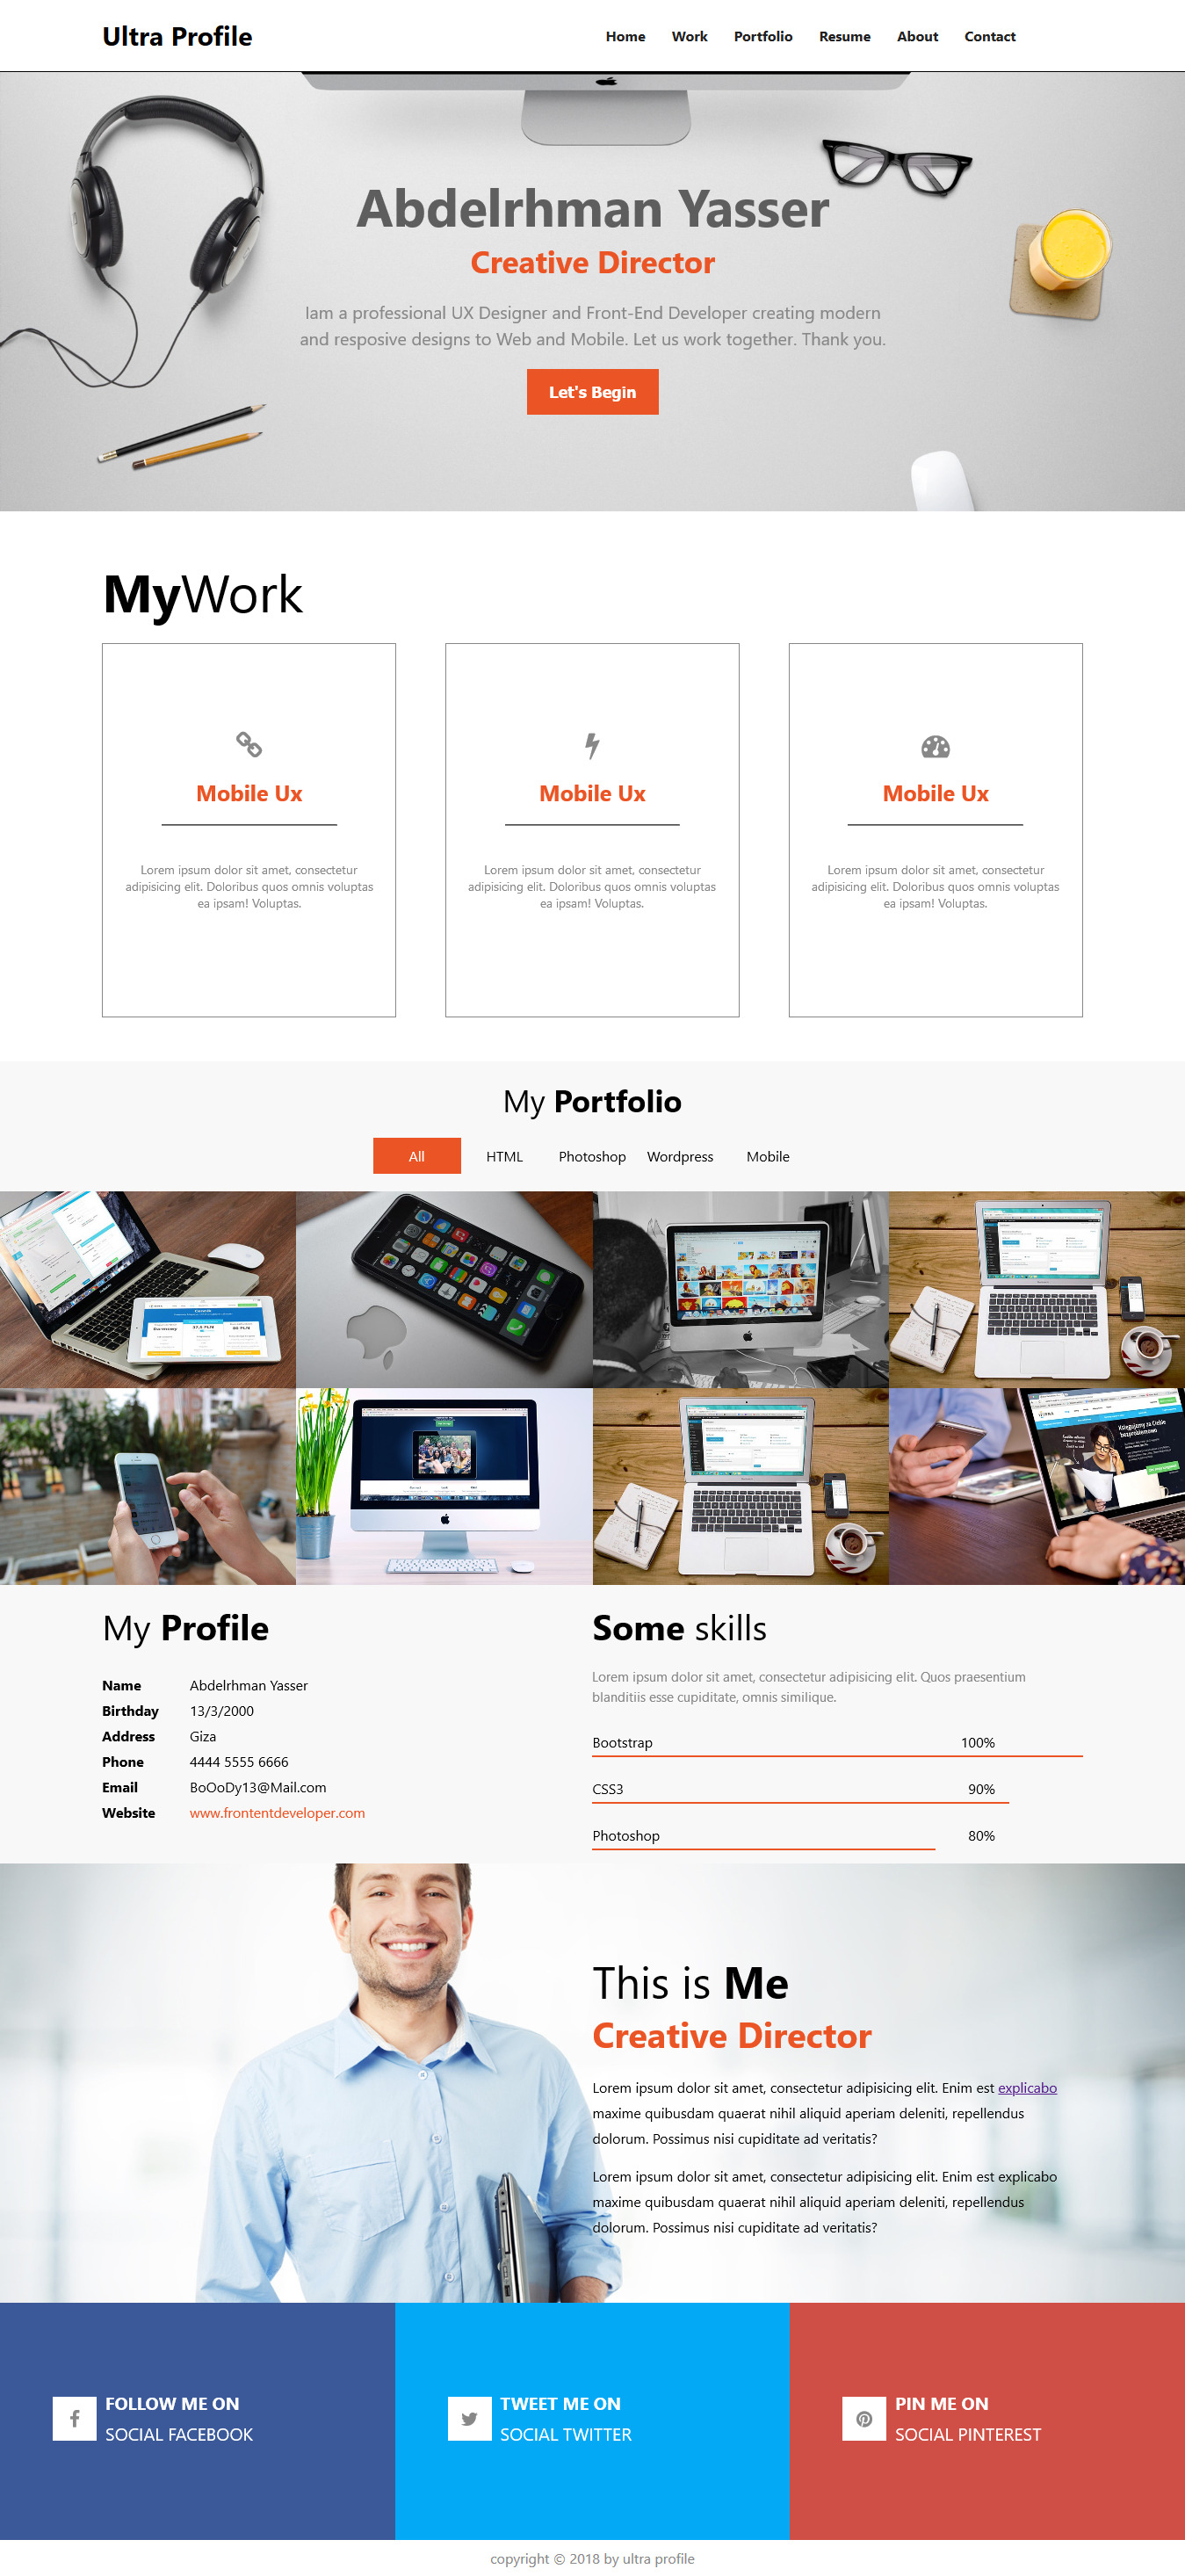 Ultra Profile
Home Work Portfolio Resume About Contact
Abdelrhman Yasser
Creative Director
Iam a professional UX Designer and Front-End Developer creating modern
and resposive designs to Web and Mobile. Let us work together. Thank you.
Let's Begin
MyWork
Mobile Ux
Lorem ipsum dolor sit amet, consectetur
adipisicing elit. Doloribus quos omnis voluptas
ea ipsam! Voluptas.
Mobile Ux
Lorem ipsum dolor sit amet, consectetur
adipisicing elit. Doloribus quos omnis voluptas
ea ipsam! Voluptas.
Mobile Ux
Lorem ipsum dolor sit amet, consectetur
adipisicing elit. Doloribus quos omnis voluptas
ea ipsam! Voluptas.
My Portfolio
All HTML Photoshop Wordpress Mobile
My Profile
Name Abdelrhman Yasser
Birthday 13/3/2000
Address Giza
Phone 4444 5555 6666
Email BoOoDy13@Mail.com
Website www.frontentdeveloper.com
Some skills
Lorem ipsum dolor sit amet, consectetur adipisicing elit. Quos praesentium
blanditiis esse cupiditate, omnis similique.
Bootstrap 100%
CSS3 90%
Photoshop 80%
This is Me
Creative Director
Lorem ipsum dolor sit amet, consectetur adipisicing elit. Enim est explicabo
maxime quibusdam quaerat nihil aliquid aperiam deleniti, repellendus
dolorum. Possimus nisi cupiditate ad veritatis?
Lorem ipsum dolor sit amet, consectetur adipisicing elit. Enim est explicabo
maxime quibusdam quaerat nihil aliquid aperiam deleniti, repellendus
dolorum. Possimus nisi cupiditate ad veritatis?
FOLLOW ME ON
SOCIAL FACEBOOK
TWEET ME ON
SOCIAL TWITTER
PIN ME ON
SOCIAL PINTEREST
copyright © 2018 by ultra profile